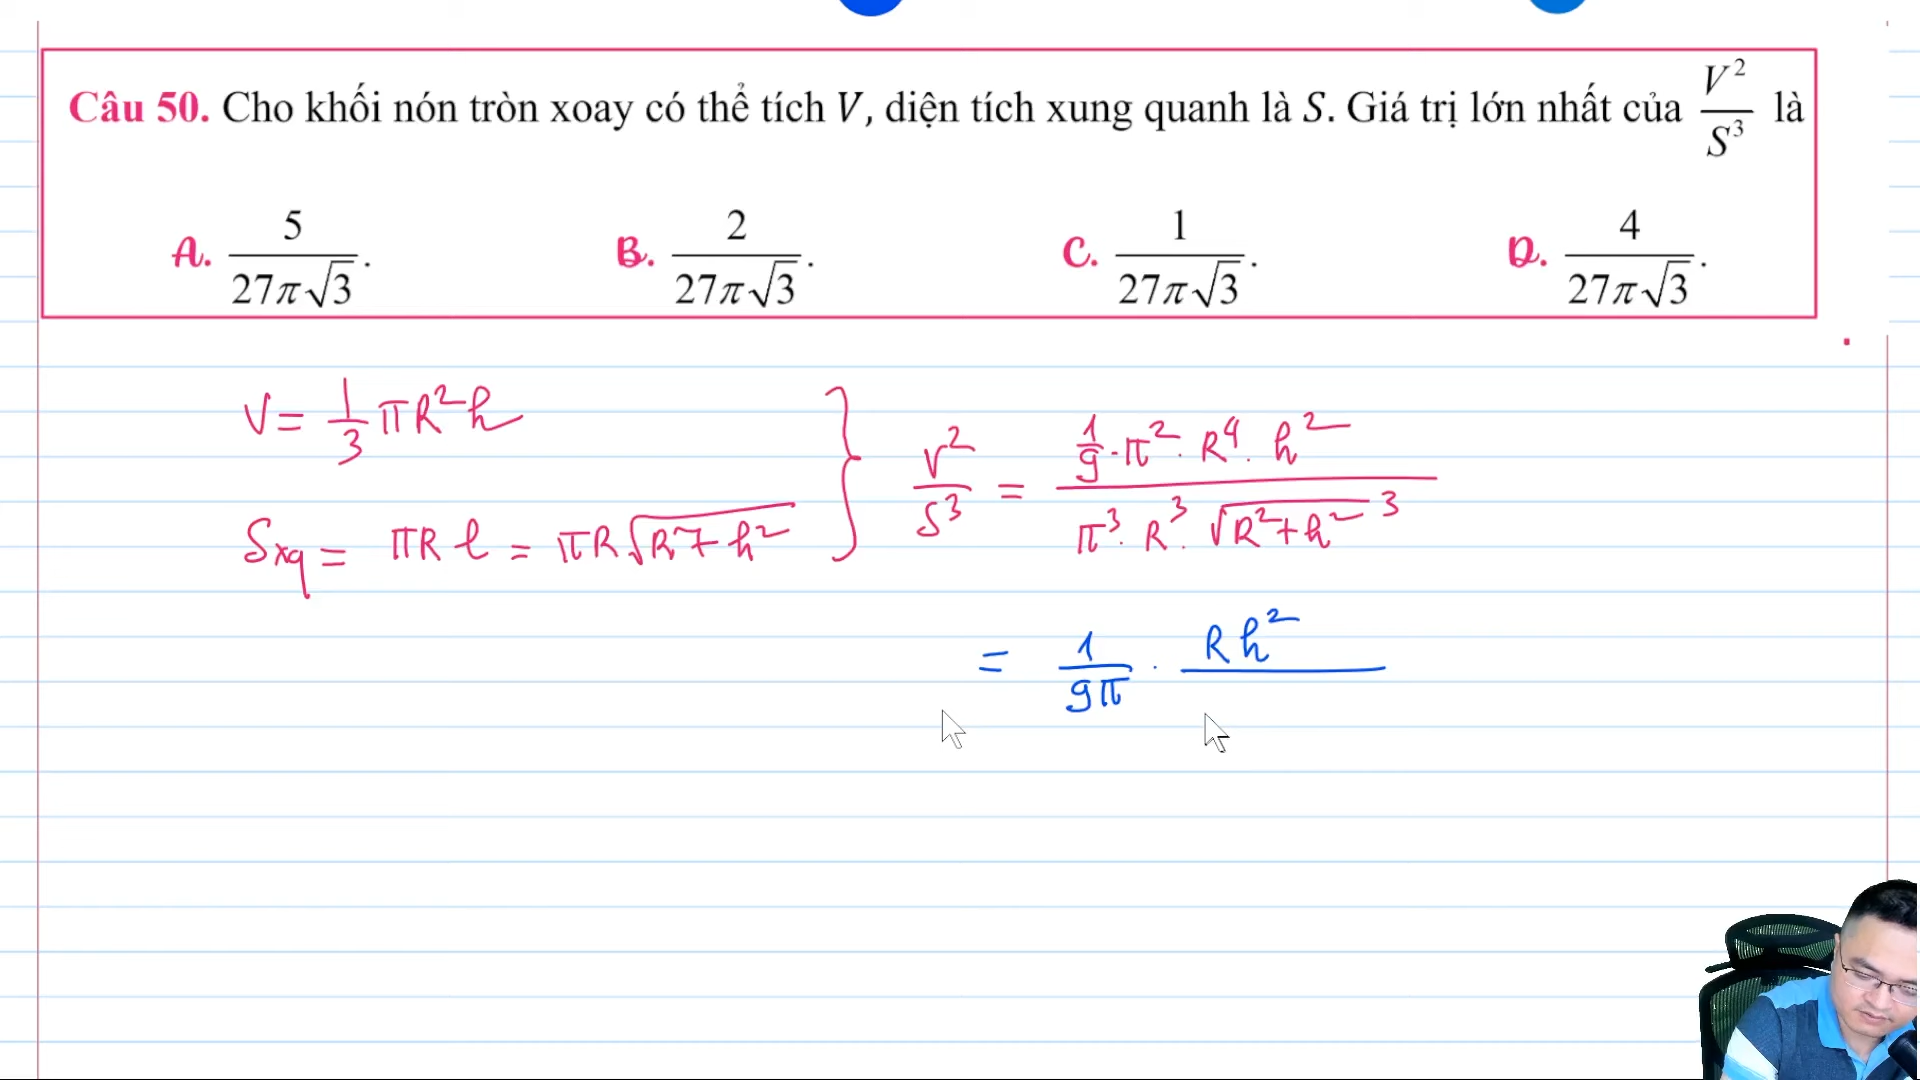 Câu 50. Cho khối nón tròn xoay có thể tích V, diện tích xung quanh là S. Giá trị lớn nhất của V²/S³ là
A. 5/(27π√3). B. 2/(27π√3). C. 1/(27π√3). D. 4/(27π√3).
V = 1/3 πR²h
Sxq = πRl = πR√(R²+h²)
V²/S³ = (1/9 . π² . R⁴ . h²)/(π³ . R³ . √(R²+h²)³)
= 1/(9π) . Rh²